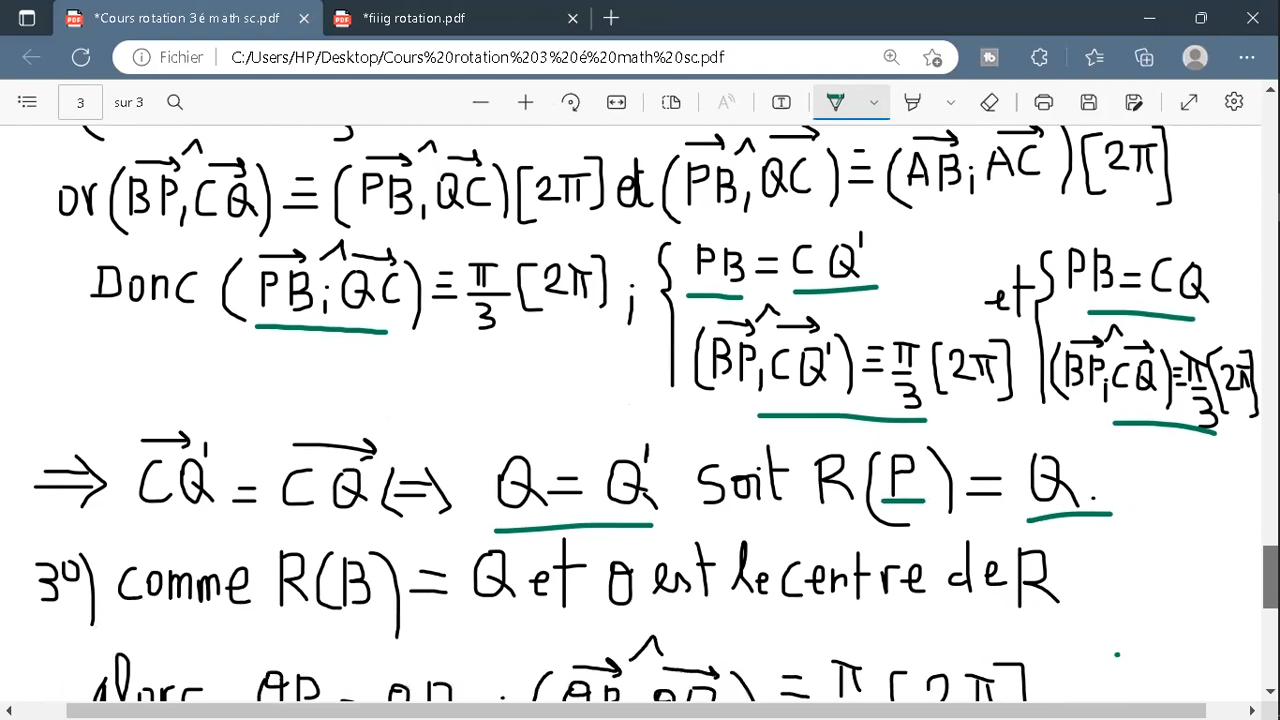 *Cours rotation 3é math sc.pdf
*fiiig rotation.pdf
Fichier C:/Users/HP/Desktop/Cours%20rotation%203%20é%20math%20sc.pdf
3 sur 3
or (BP, CQ) ≡ (PB, QC) [2π] et (PB, QC) ≡ (AB; AC) [2π]
Donc (PB; QC) ≡ π/3 [2π] ; { PB = CQ'
(BP, CQ') ≡ π/3 [2π]
et { PB = CQ
(BP; CQ) ≡ π/3 [2π]
⇒ CQ' = CQ ⇔ Q = Q' soit R(P) = Q.
3°) comme R(B) = Q et O est le centre de R
alors
≡ π [2π]